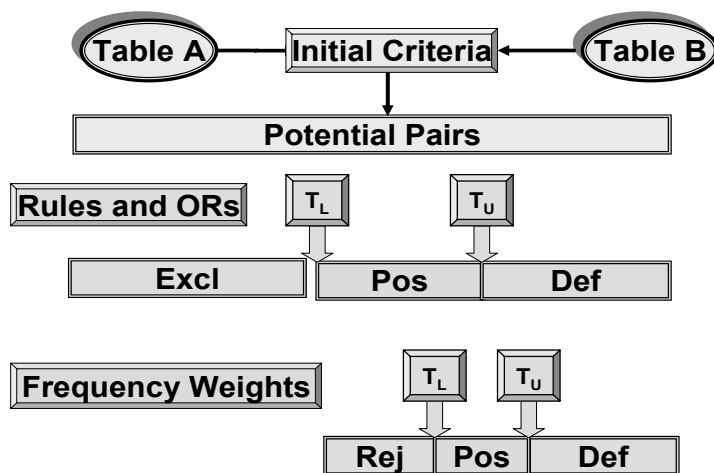 Table A Initial Criteria Table B
Potential Pairs
Rules and ORs T_L T_U
Excl Pos Def
Frequency Weights T_L T_U
Rej Pos Def